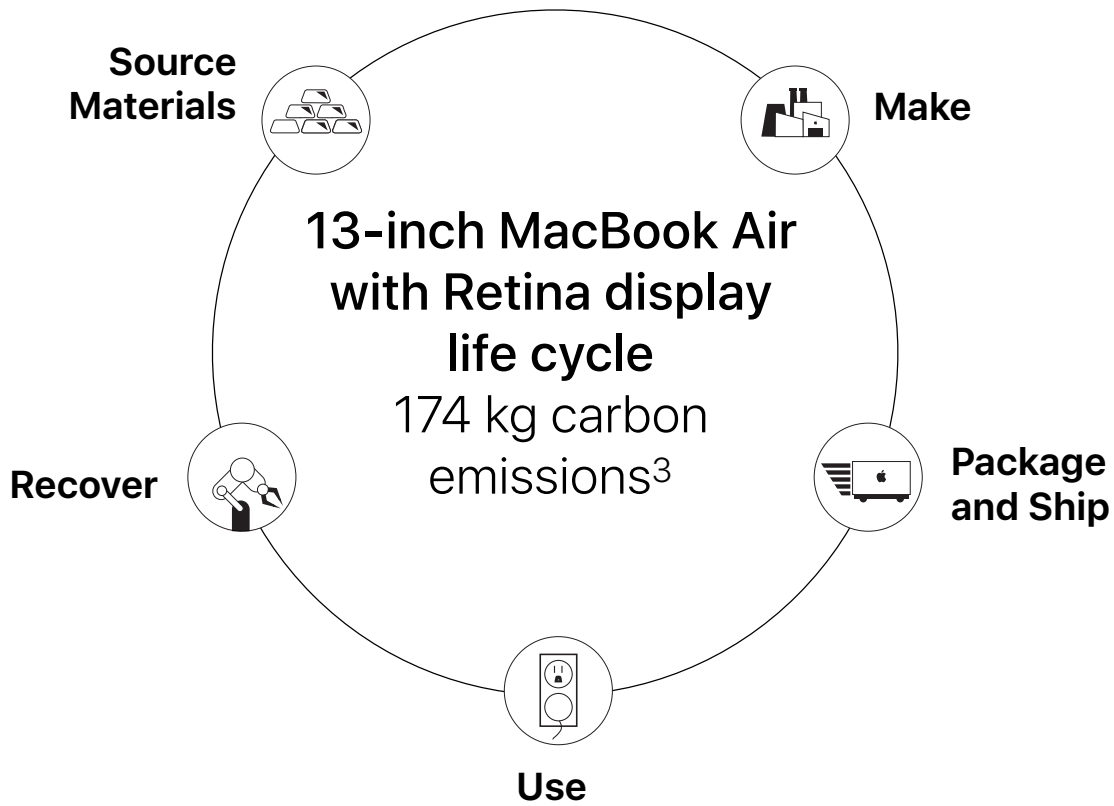 Source
Materials
Make
13-inch MacBook Air
with Retina display
life cycle
174 kg carbon
emissions³
Recover
Package
and Ship
Use